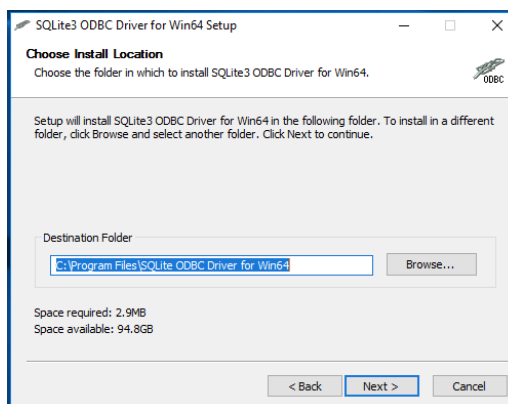 SQLite3 ODBC Driver for Win64 Setup
Choose Install Location
Choose the folder in which to install SQLite3 ODBC Driver for Win64.
ODBC
Setup will install SQLite3 ODBC Driver for Win64 in the following folder. To install in a different
folder, click Browse and select another folder. Click Next to continue.
Destination Folder
C:\Program Files\SQLite ODBC Driver for Win64
Browse...
Space required: 2.9MB
Space available: 94.8GB
< Back
Next >
Cancel